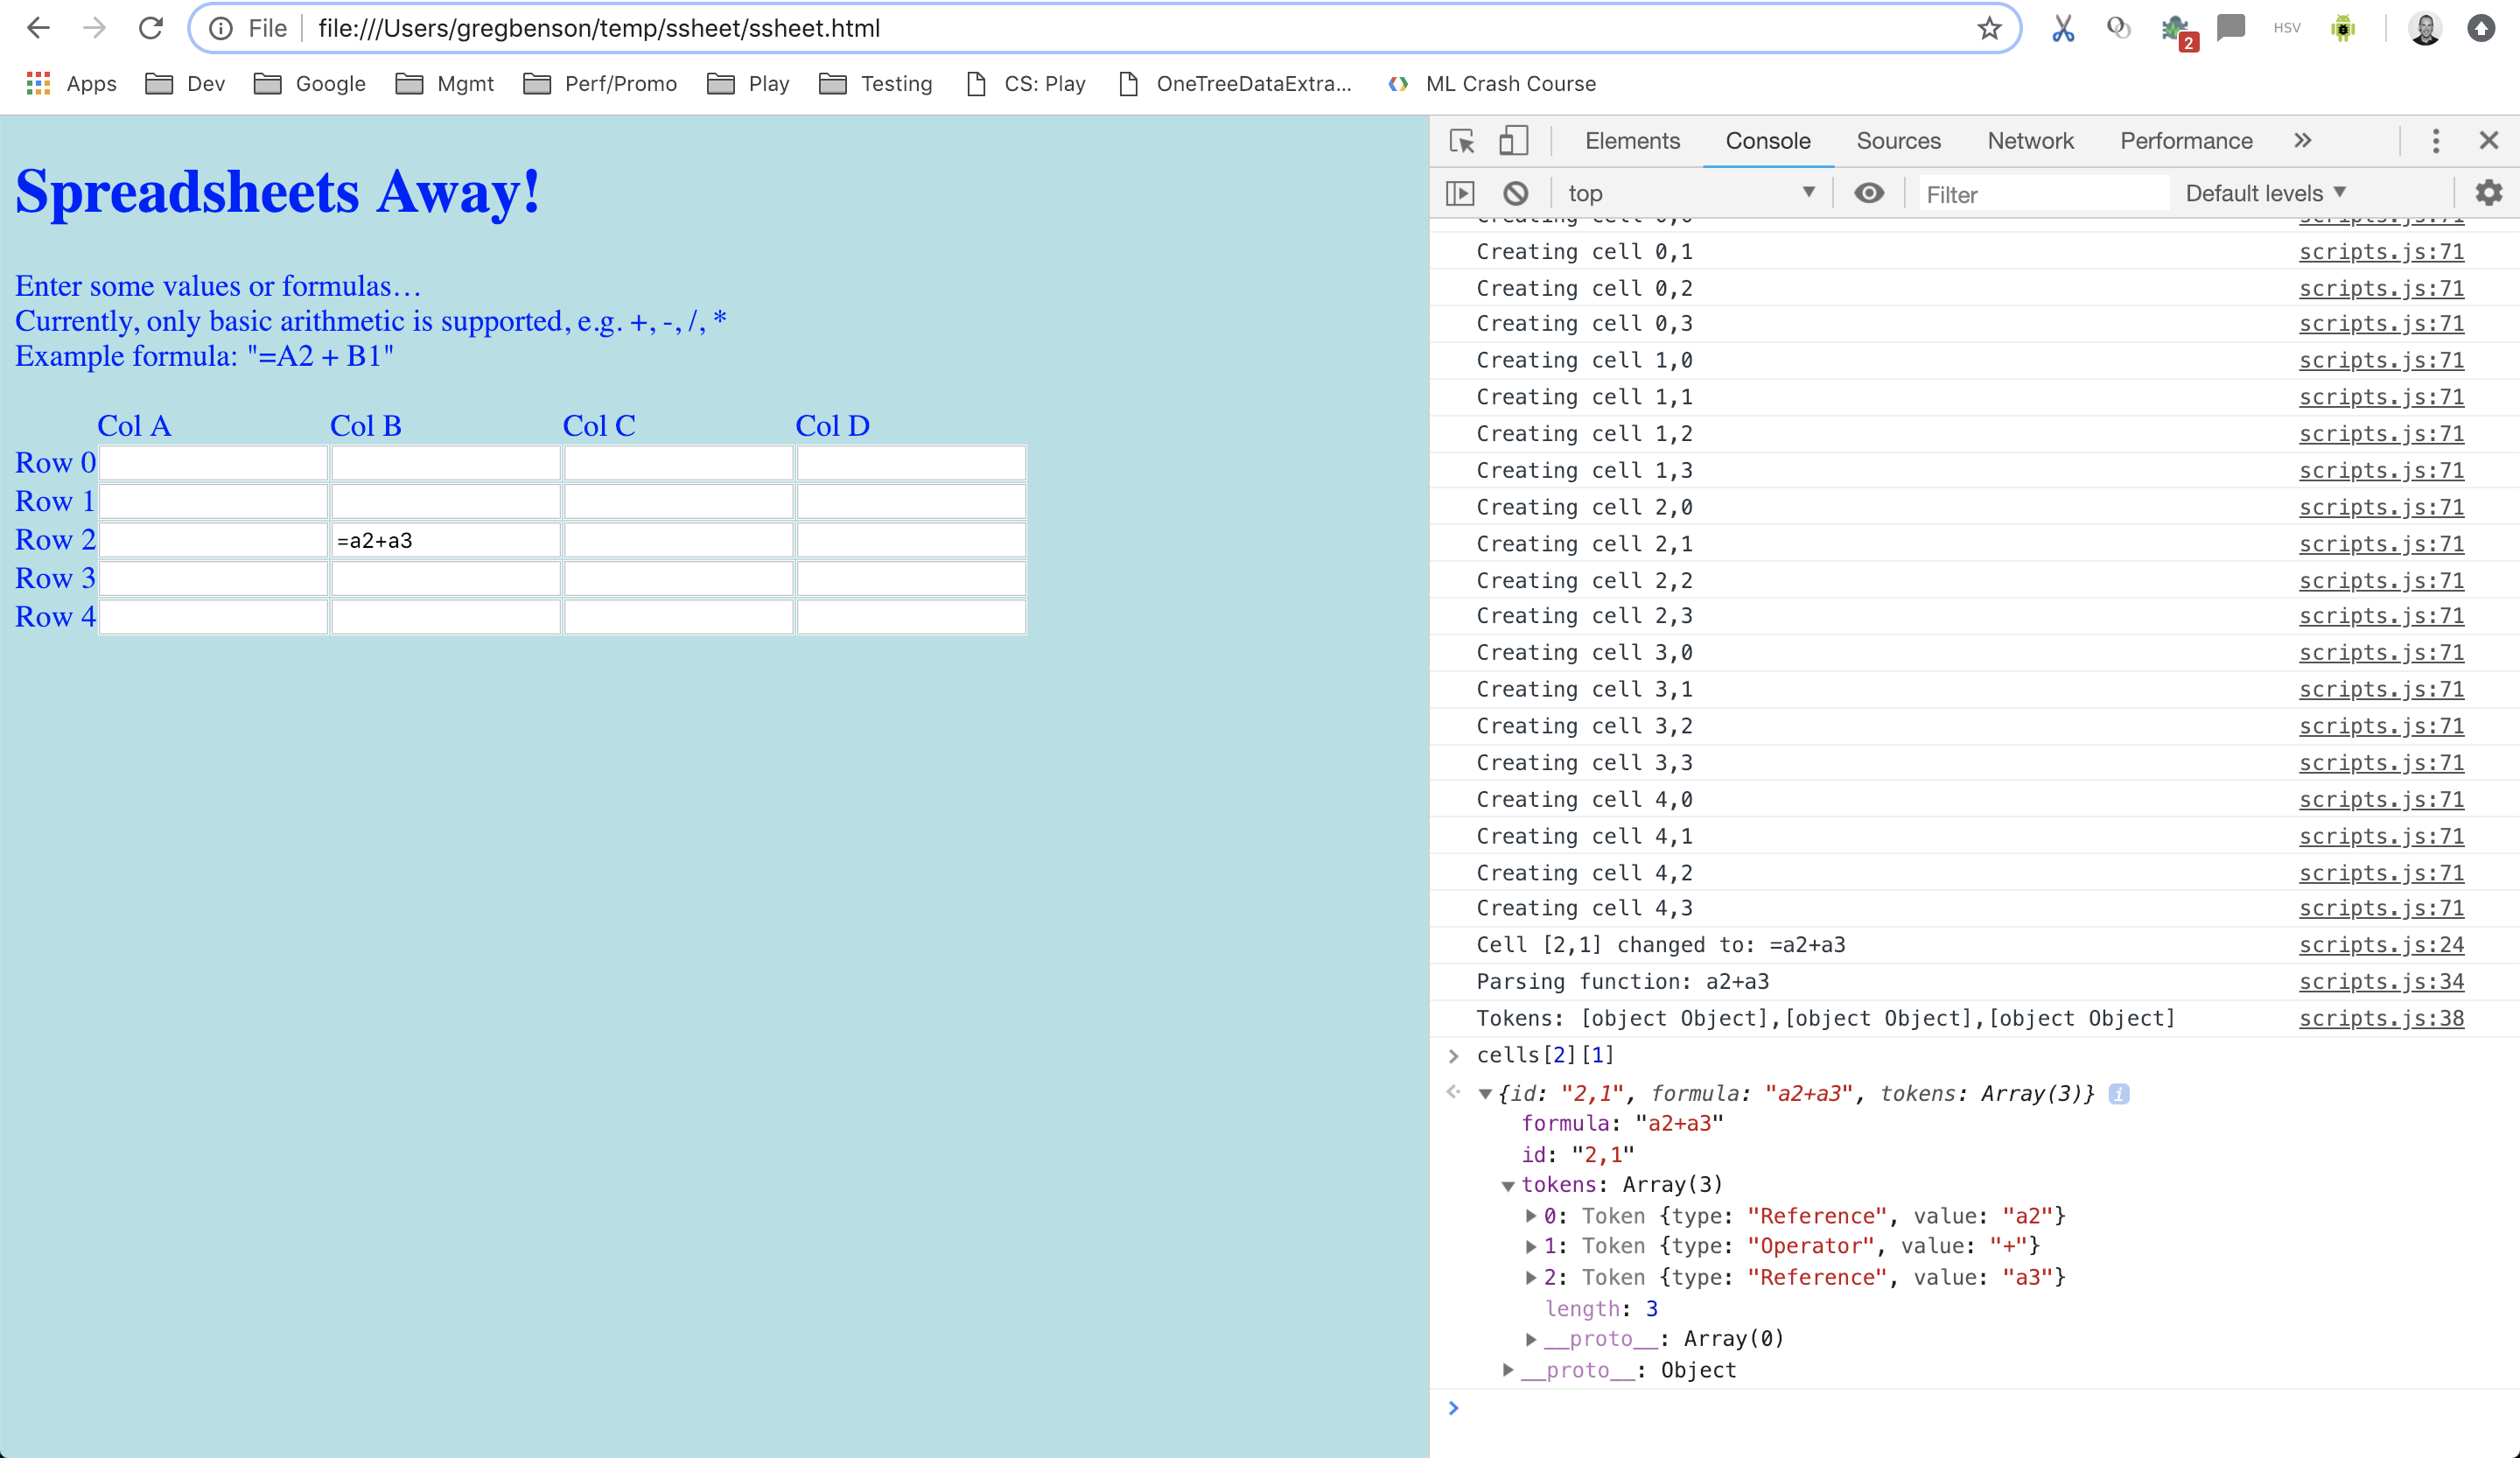 File file:///Users/gregbenson/temp/ssheet/ssheet.html
2 HSV
Apps Dev Google Mgmt Perf/Promo Play Testing CS: Play OneTreeDataExtra... ML Crash Course
Spreadsheets Away!
Enter some values or formulas…
Currently, only basic arithmetic is supported, e.g. +, -, /, *
Example formula: "=A2 + B1"
Col A Col B Col C Col D
Row 0
Row 1
Row 2 =a2+a3
Row 3
Row 4
Elements Console Sources Network Performance »
top Filter Default levels
Creating cell 0,0 scripts.js:71
Creating cell 0,1 scripts.js:71
Creating cell 0,2 scripts.js:71
Creating cell 0,3 scripts.js:71
Creating cell 1,0 scripts.js:71
Creating cell 1,1 scripts.js:71
Creating cell 1,2 scripts.js:71
Creating cell 1,3 scripts.js:71
Creating cell 2,0 scripts.js:71
Creating cell 2,1 scripts.js:71
Creating cell 2,2 scripts.js:71
Creating cell 2,3 scripts.js:71
Creating cell 3,0 scripts.js:71
Creating cell 3,1 scripts.js:71
Creating cell 3,2 scripts.js:71
Creating cell 3,3 scripts.js:71
Creating cell 4,0 scripts.js:71
Creating cell 4,1 scripts.js:71
Creating cell 4,2 scripts.js:71
Creating cell 4,3 scripts.js:71
Cell [2,1] changed to: =a2+a3 scripts.js:24
Parsing function: a2+a3 scripts.js:34
Tokens: [object Object],[object Object],[object Object] scripts.js:38
> cells[2][1]
{id: "2,1", formula: "a2+a3", tokens: Array(3)} i
formula: "a2+a3"
id: "2,1"
tokens: Array(3)
0: Token {type: "Reference", value: "a2"}
1: Token {type: "Operator", value: "+"}
2: Token {type: "Reference", value: "a3"}
length: 3
__proto__: Array(0)
__proto__: Object
>